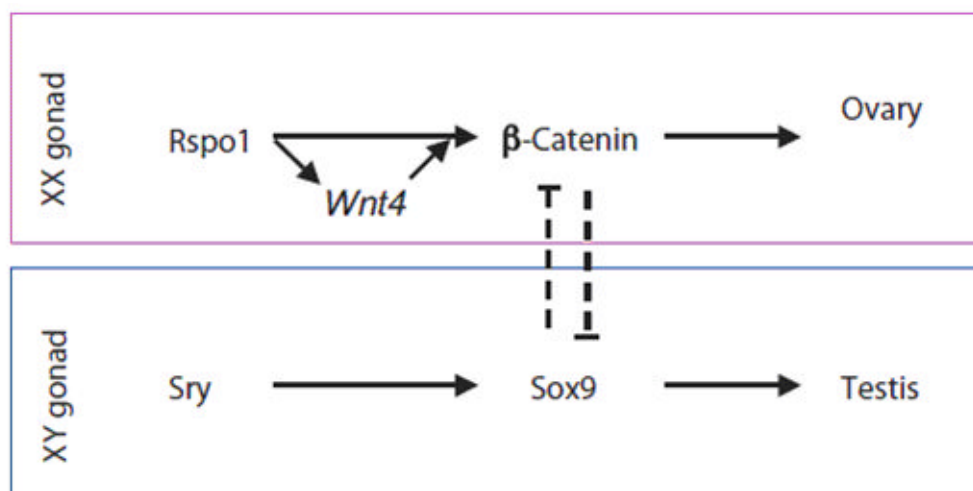 XX gonad
Rspo1
β-Catenin
Ovary
Wnt4
XY gonad
Sry
Sox9
Testis